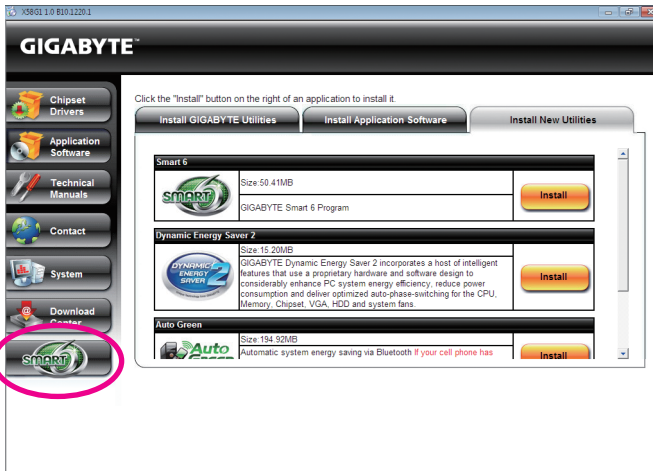 X58G1 1.0 B10.1220.1
GIGABYTE™
Chipset
Drivers
Application
Software
Technical
Manuals
Contact
System
Download
Center
SMART 6
Click the "Install" button on the right of an application to install it.
Install GIGABYTE Utilities
Install Application Software
Install New Utilities
Smart 6
SMART 6
Size:50.41MB
GIGABYTE Smart 6 Program
Install
Dynamic Energy Saver 2
DYNAMIC
ENERGY
SAVER 2
Size:15.20MB
GIGABYTE Dynamic Energy Saver 2 incorporates a host of intelligent
features that use a proprietary hardware and software design to
considerably enhance PC system energy efficiency, reduce power
consumption and deliver optimized auto-phase-switching for the CPU,
Memory, Chipset, VGA, HDD and system fans.
Install
Auto Green
Auto
Size:194.92MB
Automatic system energy saving via Bluetooth If your cell phone has
Install